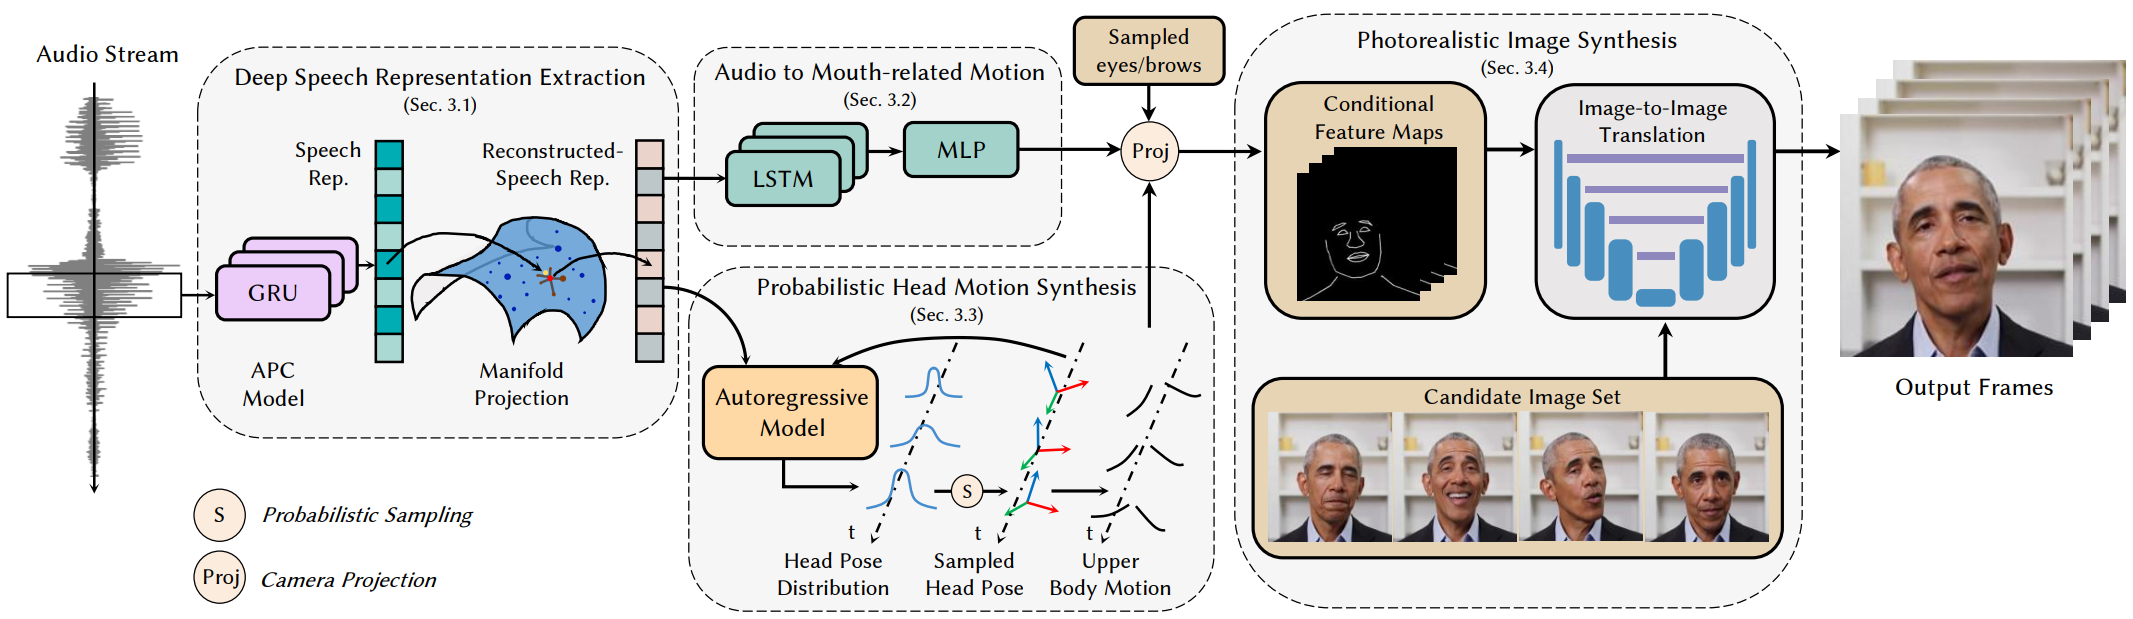 Audio Stream
Deep Speech Representation Extraction
(Sec. 3.1)
Speech
Rep.
Reconstructed-
Speech Rep.
GRU
APC
Model
Manifold
Projection
S
Probabilistic Sampling
Proj
Camera Projection
Audio to Mouth-related Motion
(Sec. 3.2)
LSTM
MLP
Sampled
eyes/brows
Proj
Probabilistic Head Motion Synthesis
(Sec. 3.3)
Autoregressive
Model
S
t
t
t
Head Pose
Distribution
Sampled
Head Pose
Upper
Body Motion
Photorealistic Image Synthesis
(Sec. 3.4)
Conditional
Feature Maps
Image-to-Image
Translation
Candidate Image Set
Output Frames